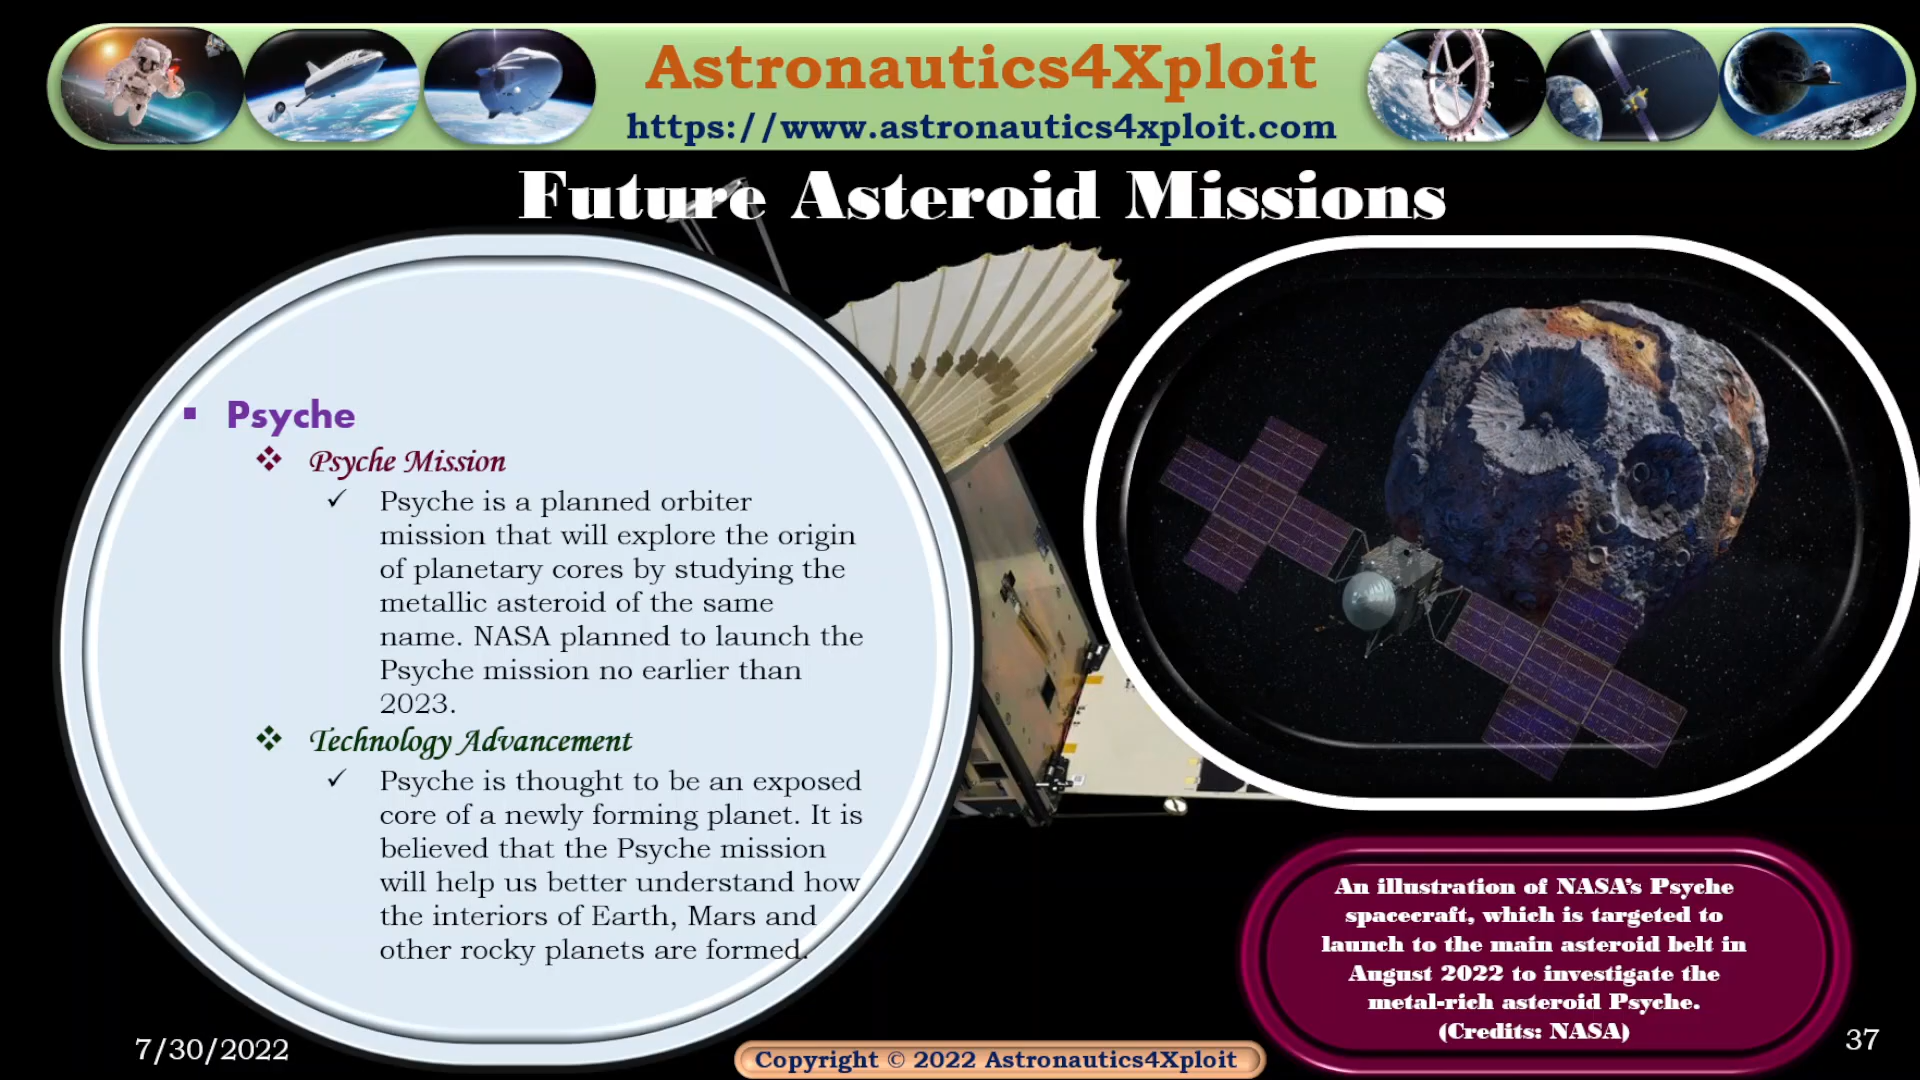 Astronautics4Xploit
https://www.astronautics4xploit.com
Future Asteroid Missions
▪ Psyche
❖ Psyche Mission
✓ Psyche is a planned orbiter
mission that will explore the origin
of planetary cores by studying the
metallic asteroid of the same
name. NASA planned to launch the
Psyche mission no earlier than
2023.
❖ Technology Advancement
✓ Psyche is thought to be an exposed
core of a newly forming planet. It is
believed that the Psyche mission
will help us better understand how
the interiors of Earth, Mars and
other rocky planets are formed.
An illustration of NASA's Psyche
spacecraft, which is targeted to
launch to the main asteroid belt in
August 2022 to investigate the
metal-rich asteroid Psyche.
(Credits: NASA)
7/30/2022
Copyright © 2022 Astronautics4Xploit
37